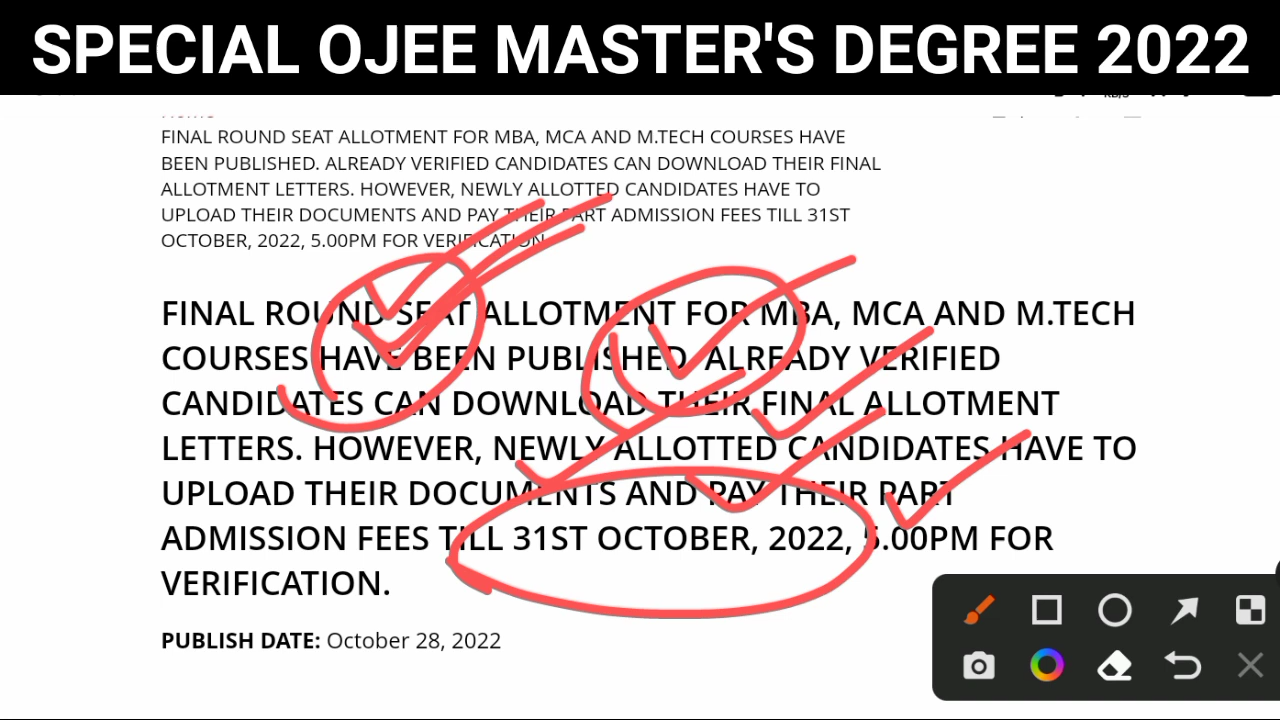 SPECIAL OJEE MASTER'S DEGREE 2022
KB/S
FINAL ROUND SEAT ALLOTMENT FOR MBA, MCA AND M.TECH COURSES HAVE
BEEN PUBLISHED. ALREADY VERIFIED CANDIDATES CAN DOWNLOAD THEIR FINAL
ALLOTMENT LETTERS. HOWEVER, NEWLY ALLOTTED CANDIDATES HAVE TO
UPLOAD THEIR DOCUMENTS AND PAY THEIR PART ADMISSION FEES TILL 31ST
OCTOBER, 2022, 5.00PM FOR VERIFICATION.
FINAL ROUND SEAT ALLOTMENT FOR MBA, MCA AND M.TECH
COURSES HAVE BEEN PUBLISHED. ALREADY VERIFIED
CANDIDATES CAN DOWNLOAD THEIR FINAL ALLOTMENT
LETTERS. HOWEVER, NEWLY ALLOTTED CANDIDATES HAVE TO
UPLOAD THEIR DOCUMENTS AND PAY THEIR PART
ADMISSION FEES TILL 31ST OCTOBER, 2022, 5.00PM FOR
VERIFICATION.
PUBLISH DATE: October 28, 2022